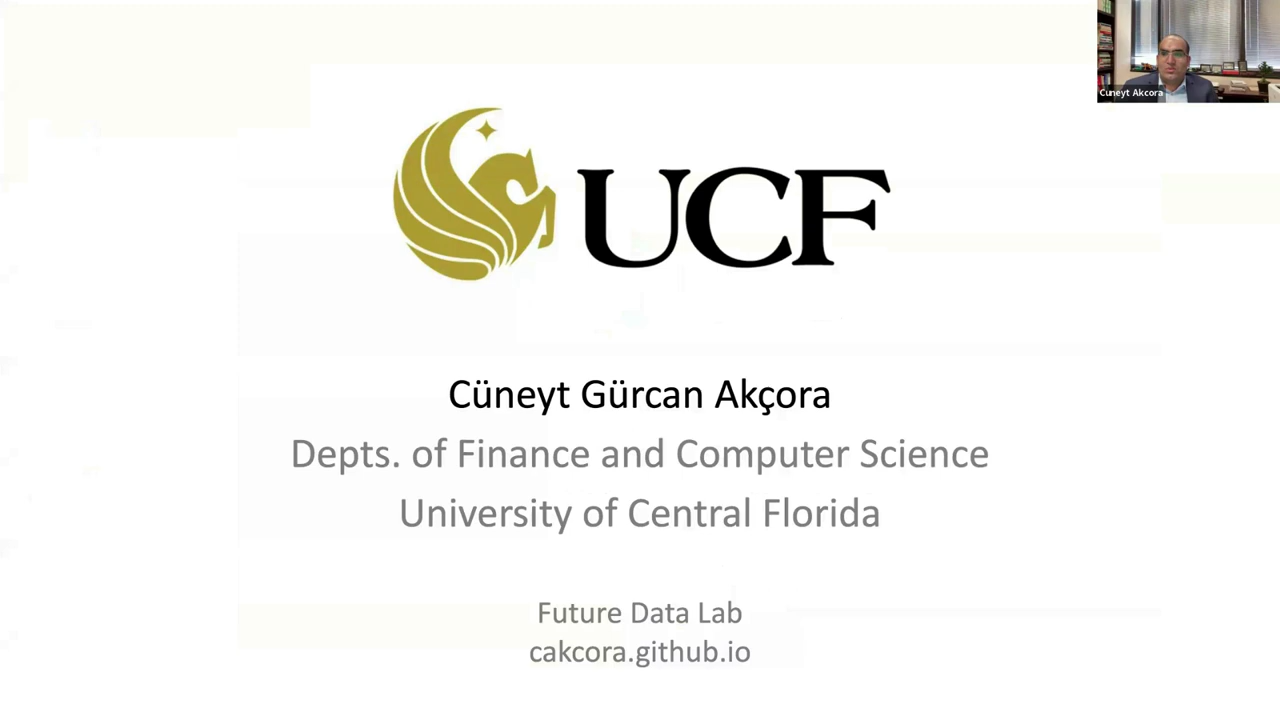 Cuneyt Akcora
UCF
Cüneyt Gürcan Akçora
Depts. of Finance and Computer Science
University of Central Florida
Future Data Lab
cakcora.github.io